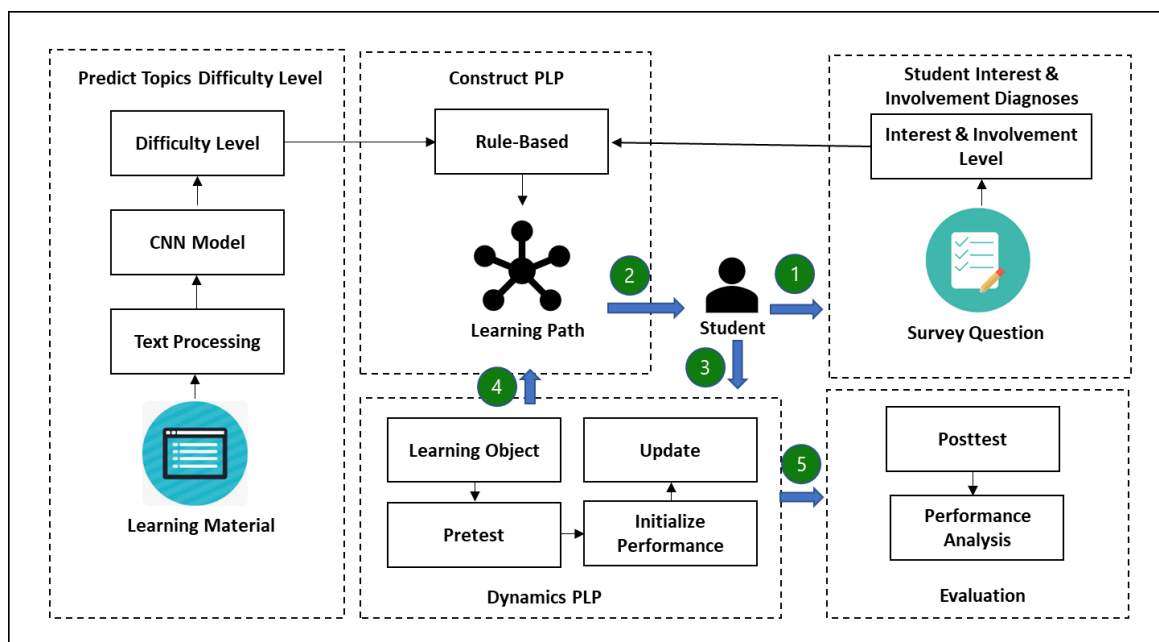 Predict Topics Difficulty Level
Difficulty Level
CNN Model
Text Processing
Learning Material
Construct PLP
Rule-Based
Learning Path
2
Student
1
3
4
Student Interest &
Involvement Diagnoses
Interest & Involvement
Level
Survey Question
Learning Object
Update
Pretest
Initialize
Performance
Dynamics PLP
5
Posttest
Performance
Analysis
Evaluation